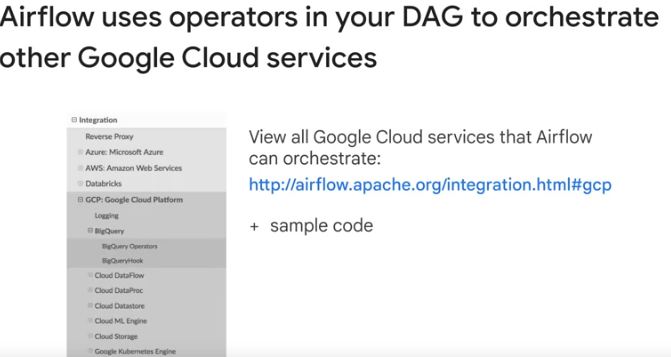 Airflow uses operators in your DAG to orchestrate
other Google Cloud services
Integration
Reverse Proxy
Azure: Microsoft Azure
AWS: Amazon Web Services
Databricks
GCP: Google Cloud Platform
Logging
BigQuery
BigQuery Operators
BigQueryHook
Cloud DataFlow
Cloud DataProc
Cloud Datastore
Cloud ML Engine
Cloud Storage
Google Kubernetes Engine
View all Google Cloud services that Airflow
can orchestrate:
http://airflow.apache.org/integration.html#gcp
+ sample code